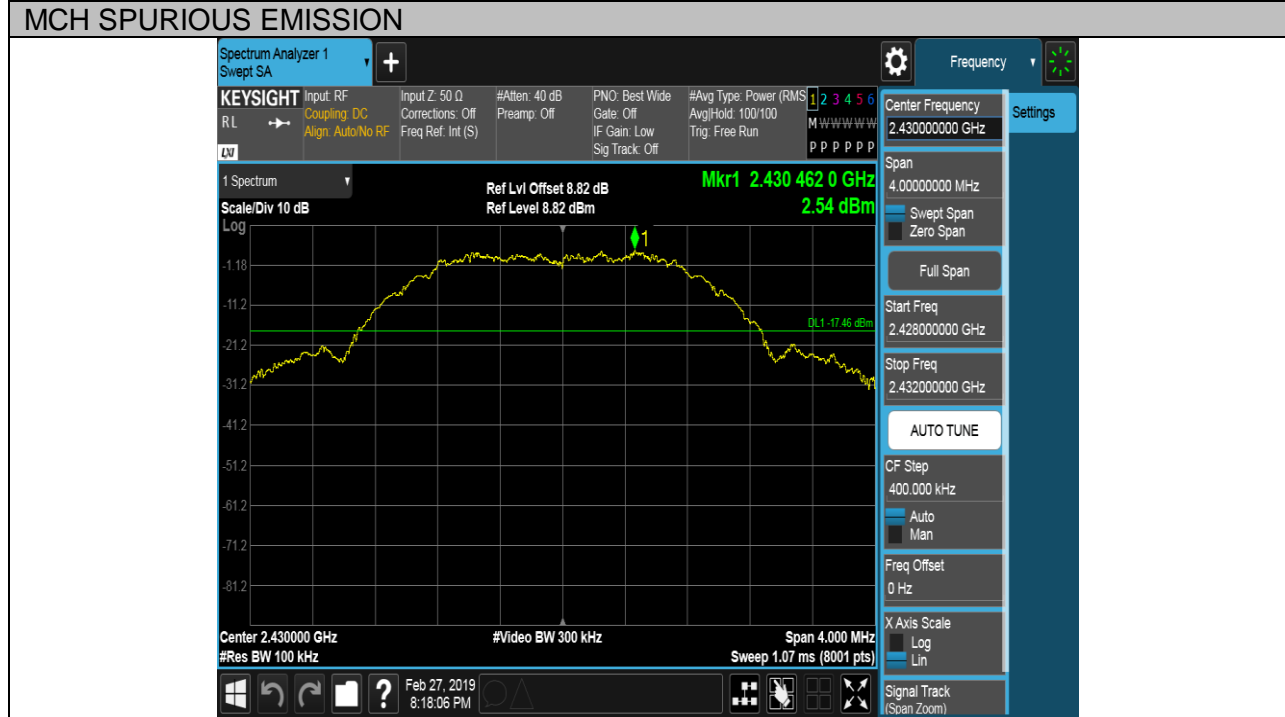 MCH SPURIOUS EMISSION
Spectrum Analyzer 1
Swept SA
+
Frequency
KEYSIGHT
RL
LXI
Input: RF
Coupling: DC
Align: Auto/No RF
Input Z: 50 Ω
Corrections: Off
Freq Ref: Int (S)
#Atten: 40 dB
Preamp: Off
PNO: Best Wide
Gate: Off
IF Gain: Low
Sig Track: Off
#Avg Type: Power (RMS
Avg|Hold: 100/100
Trig: Free Run
1 2 3 4 5 6
M W W W W W
P P P P P P
1 Spectrum
Scale/Div 10 dB
Ref Lvl Offset 8.82 dB
Ref Level 8.82 dBm
Mkr1 2.430 462 0 GHz
2.54 dBm
Log
1
-1.18
-11.2
DL1 -17.46 dBm
-21.2
-31.2
-41.2
-51.2
-61.2
-71.2
-81.2
Center 2.430000 GHz
#Res BW 100 kHz
#Video BW 300 kHz
Span 4.000 MHz
Sweep 1.07 ms (8001 pts)
?
Feb 27, 2019
8:18:06 PM
Center Frequency
2.430000000 GHz
Settings
Span
4.00000000 MHz
Swept Span
Zero Span
Full Span
Start Freq
2.428000000 GHz
Stop Freq
2.432000000 GHz
AUTO TUNE
CF Step
400.000 kHz
Auto
Man
Freq Offset
0 Hz
X Axis Scale
Log
Lin
Signal Track
(Span Zoom)